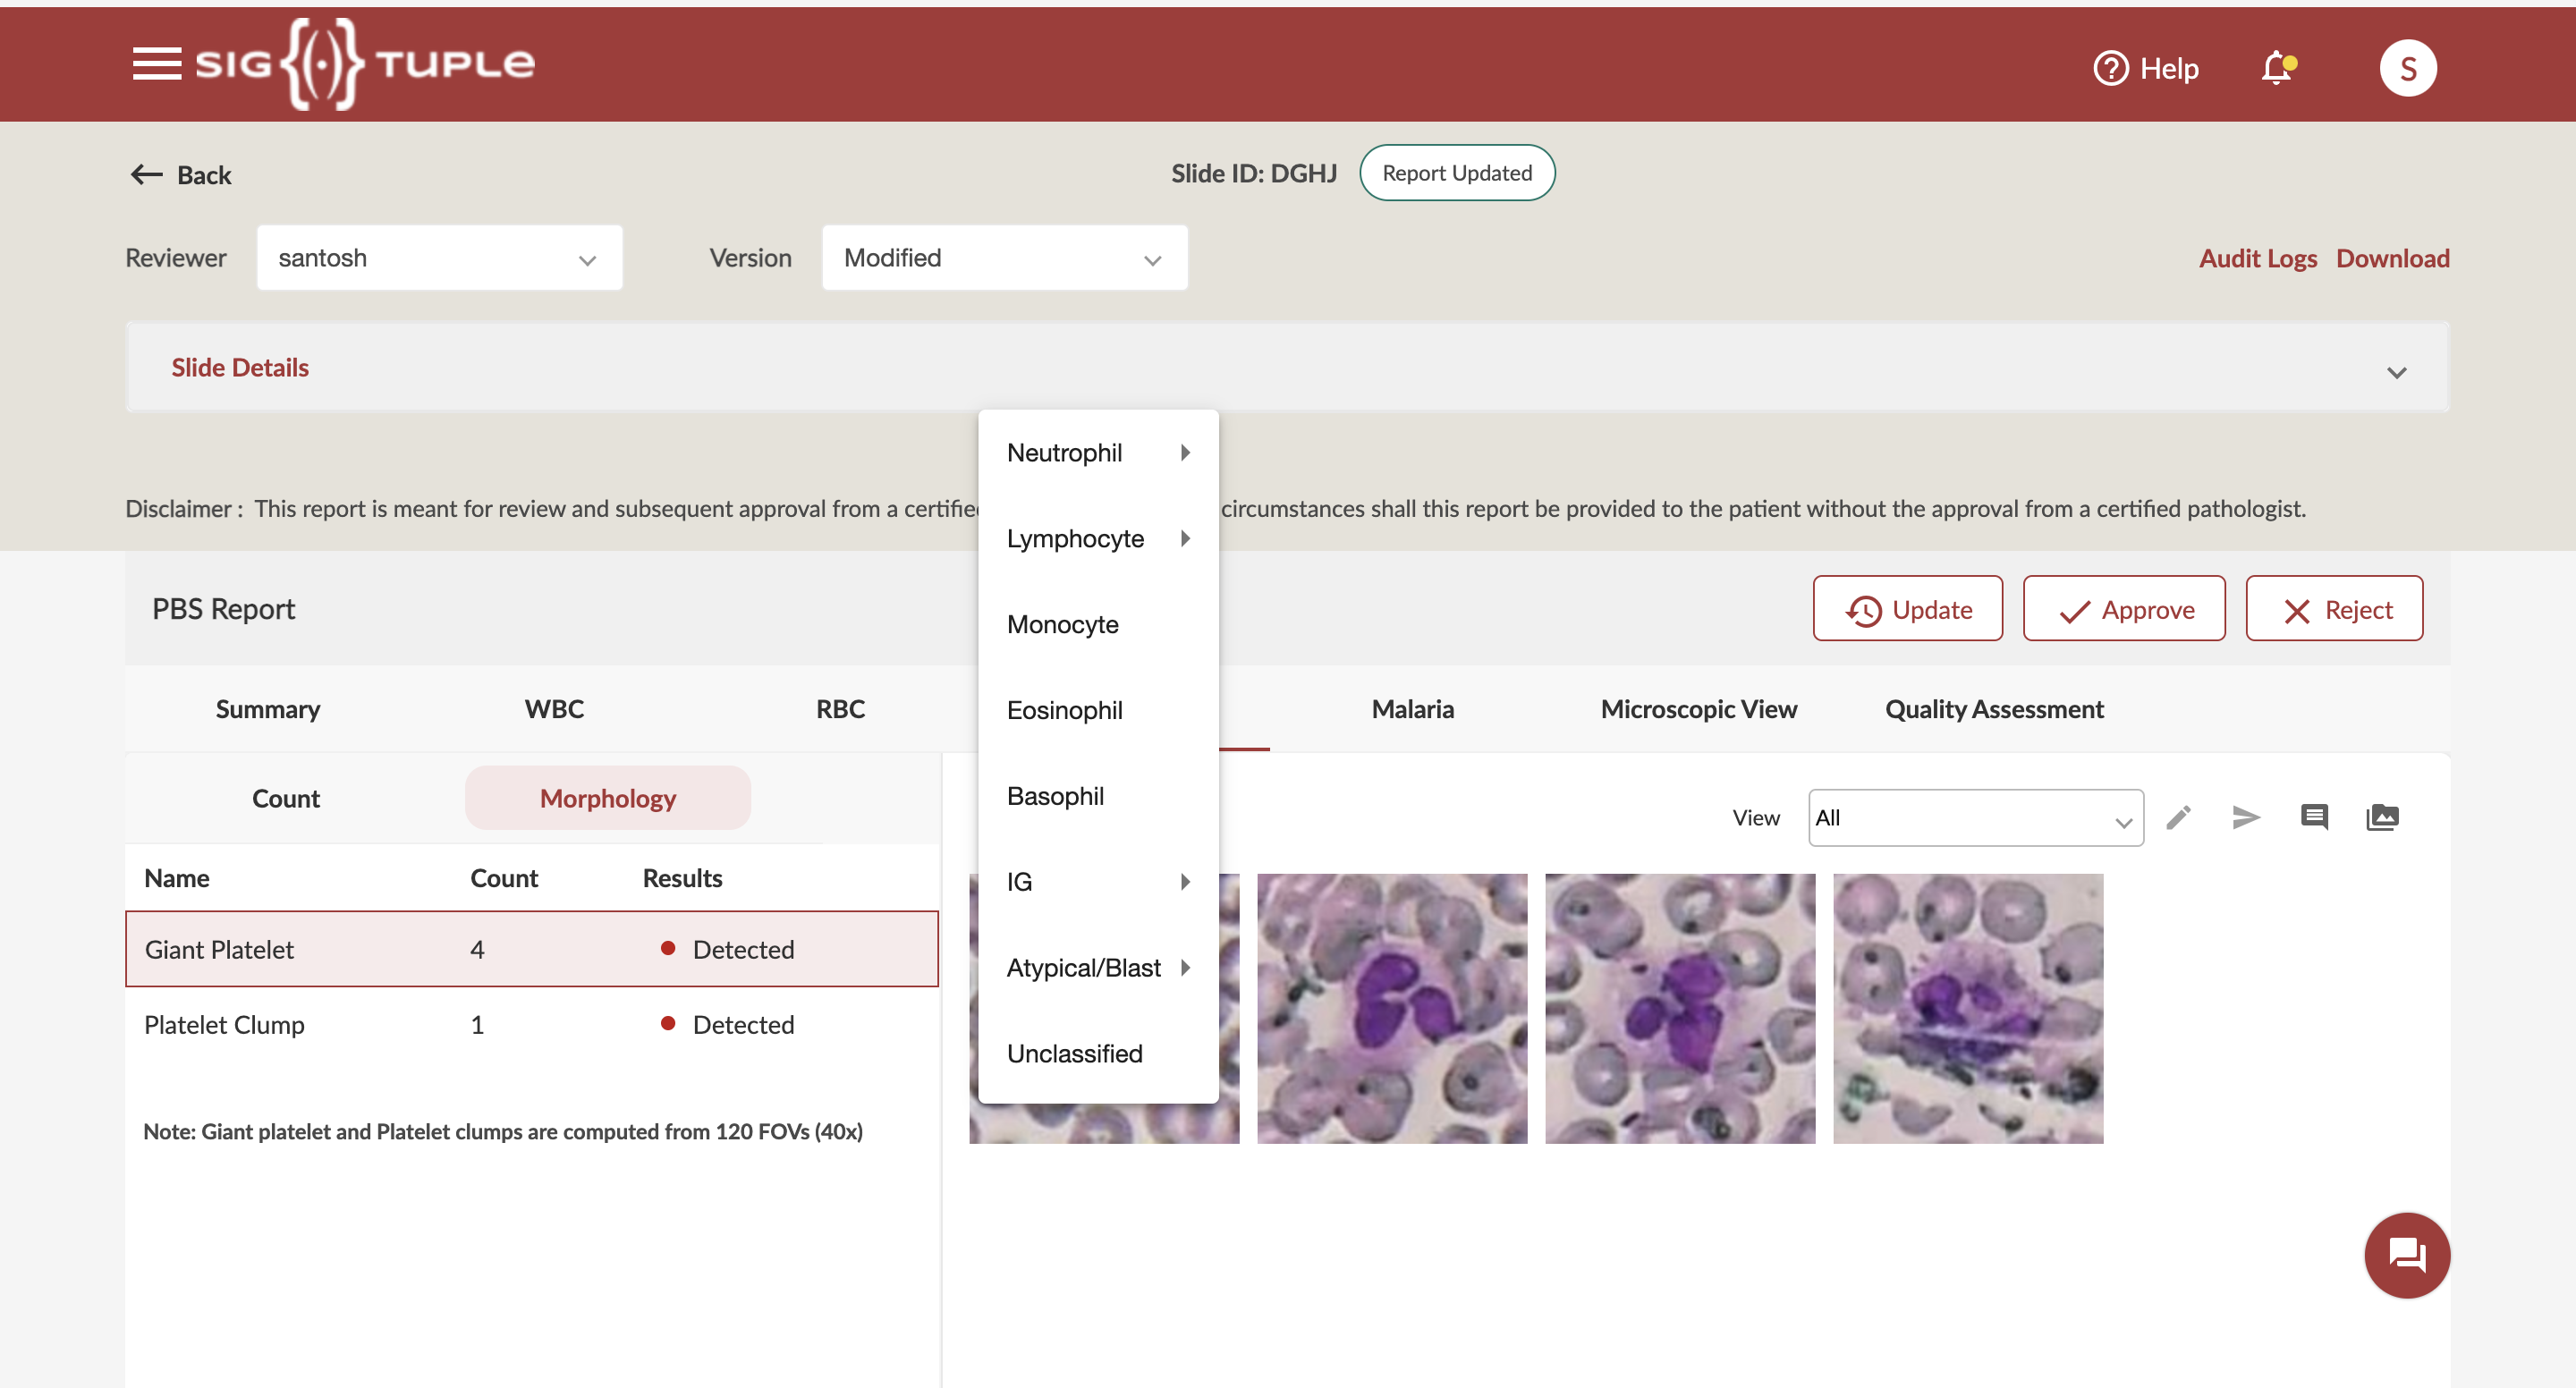 SIG{(·)}TUPLE
Help
S
Back
Slide ID: DGHJ
Report Updated
Reviewer
santosh
Version
Modified
Audit Logs
Download
Slide Details
Disclaimer : This report is meant for review and subsequent approval from a circumstances shall this report be provided to the patient without the approval from a certified pathologist.
Neutrophil
Lymphocyte
Monocyte
Eosinophil
Basophil
IG
Atypical/Blast
Unclassified
PBS Report
Update
Approve
Reject
Summary
WBC
RBC
Malaria
Microscopic View
Quality Assessment
Count
Morphology
View
All
Name Count Results
Giant Platelet 4 Detected
Platelet Clump 1 Detected
Note: Giant platelet and Platelet clumps are computed from 120 FOVs (40x)